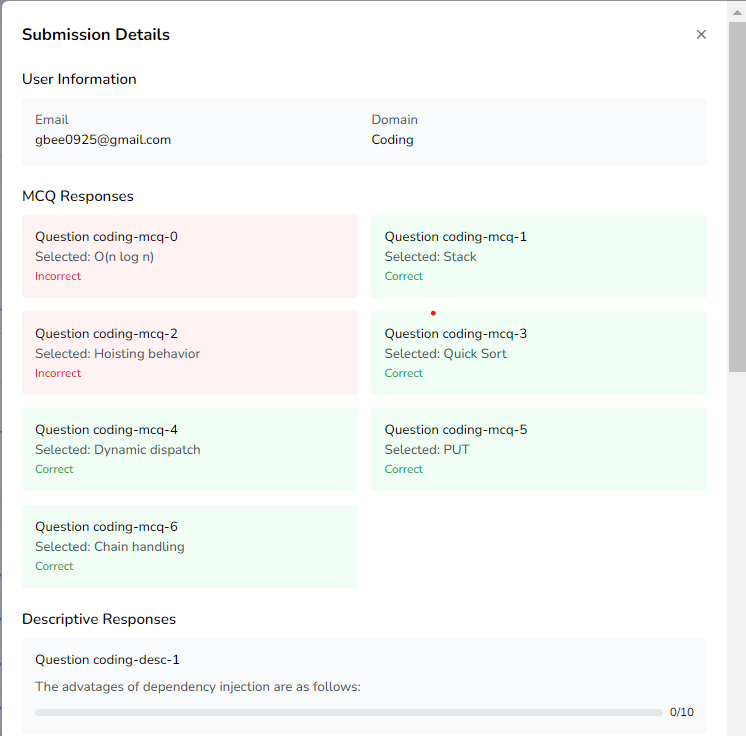 Submission Details
×
User Information
Email
gbee0925@gmail.com
Domain
Coding
MCQ Responses
Question coding-mcq-0
Selected: O(n log n)
Incorrect
Question coding-mcq-1
Selected: Stack
Correct
Question coding-mcq-2
Selected: Hoisting behavior
Incorrect
Question coding-mcq-3
Selected: Quick Sort
Correct
Question coding-mcq-4
Selected: Dynamic dispatch
Correct
Question coding-mcq-5
Selected: PUT
Correct
Question coding-mcq-6
Selected: Chain handling
Correct
Descriptive Responses
Question coding-desc-1
The advatages of dependency injection are as follows:
0/10